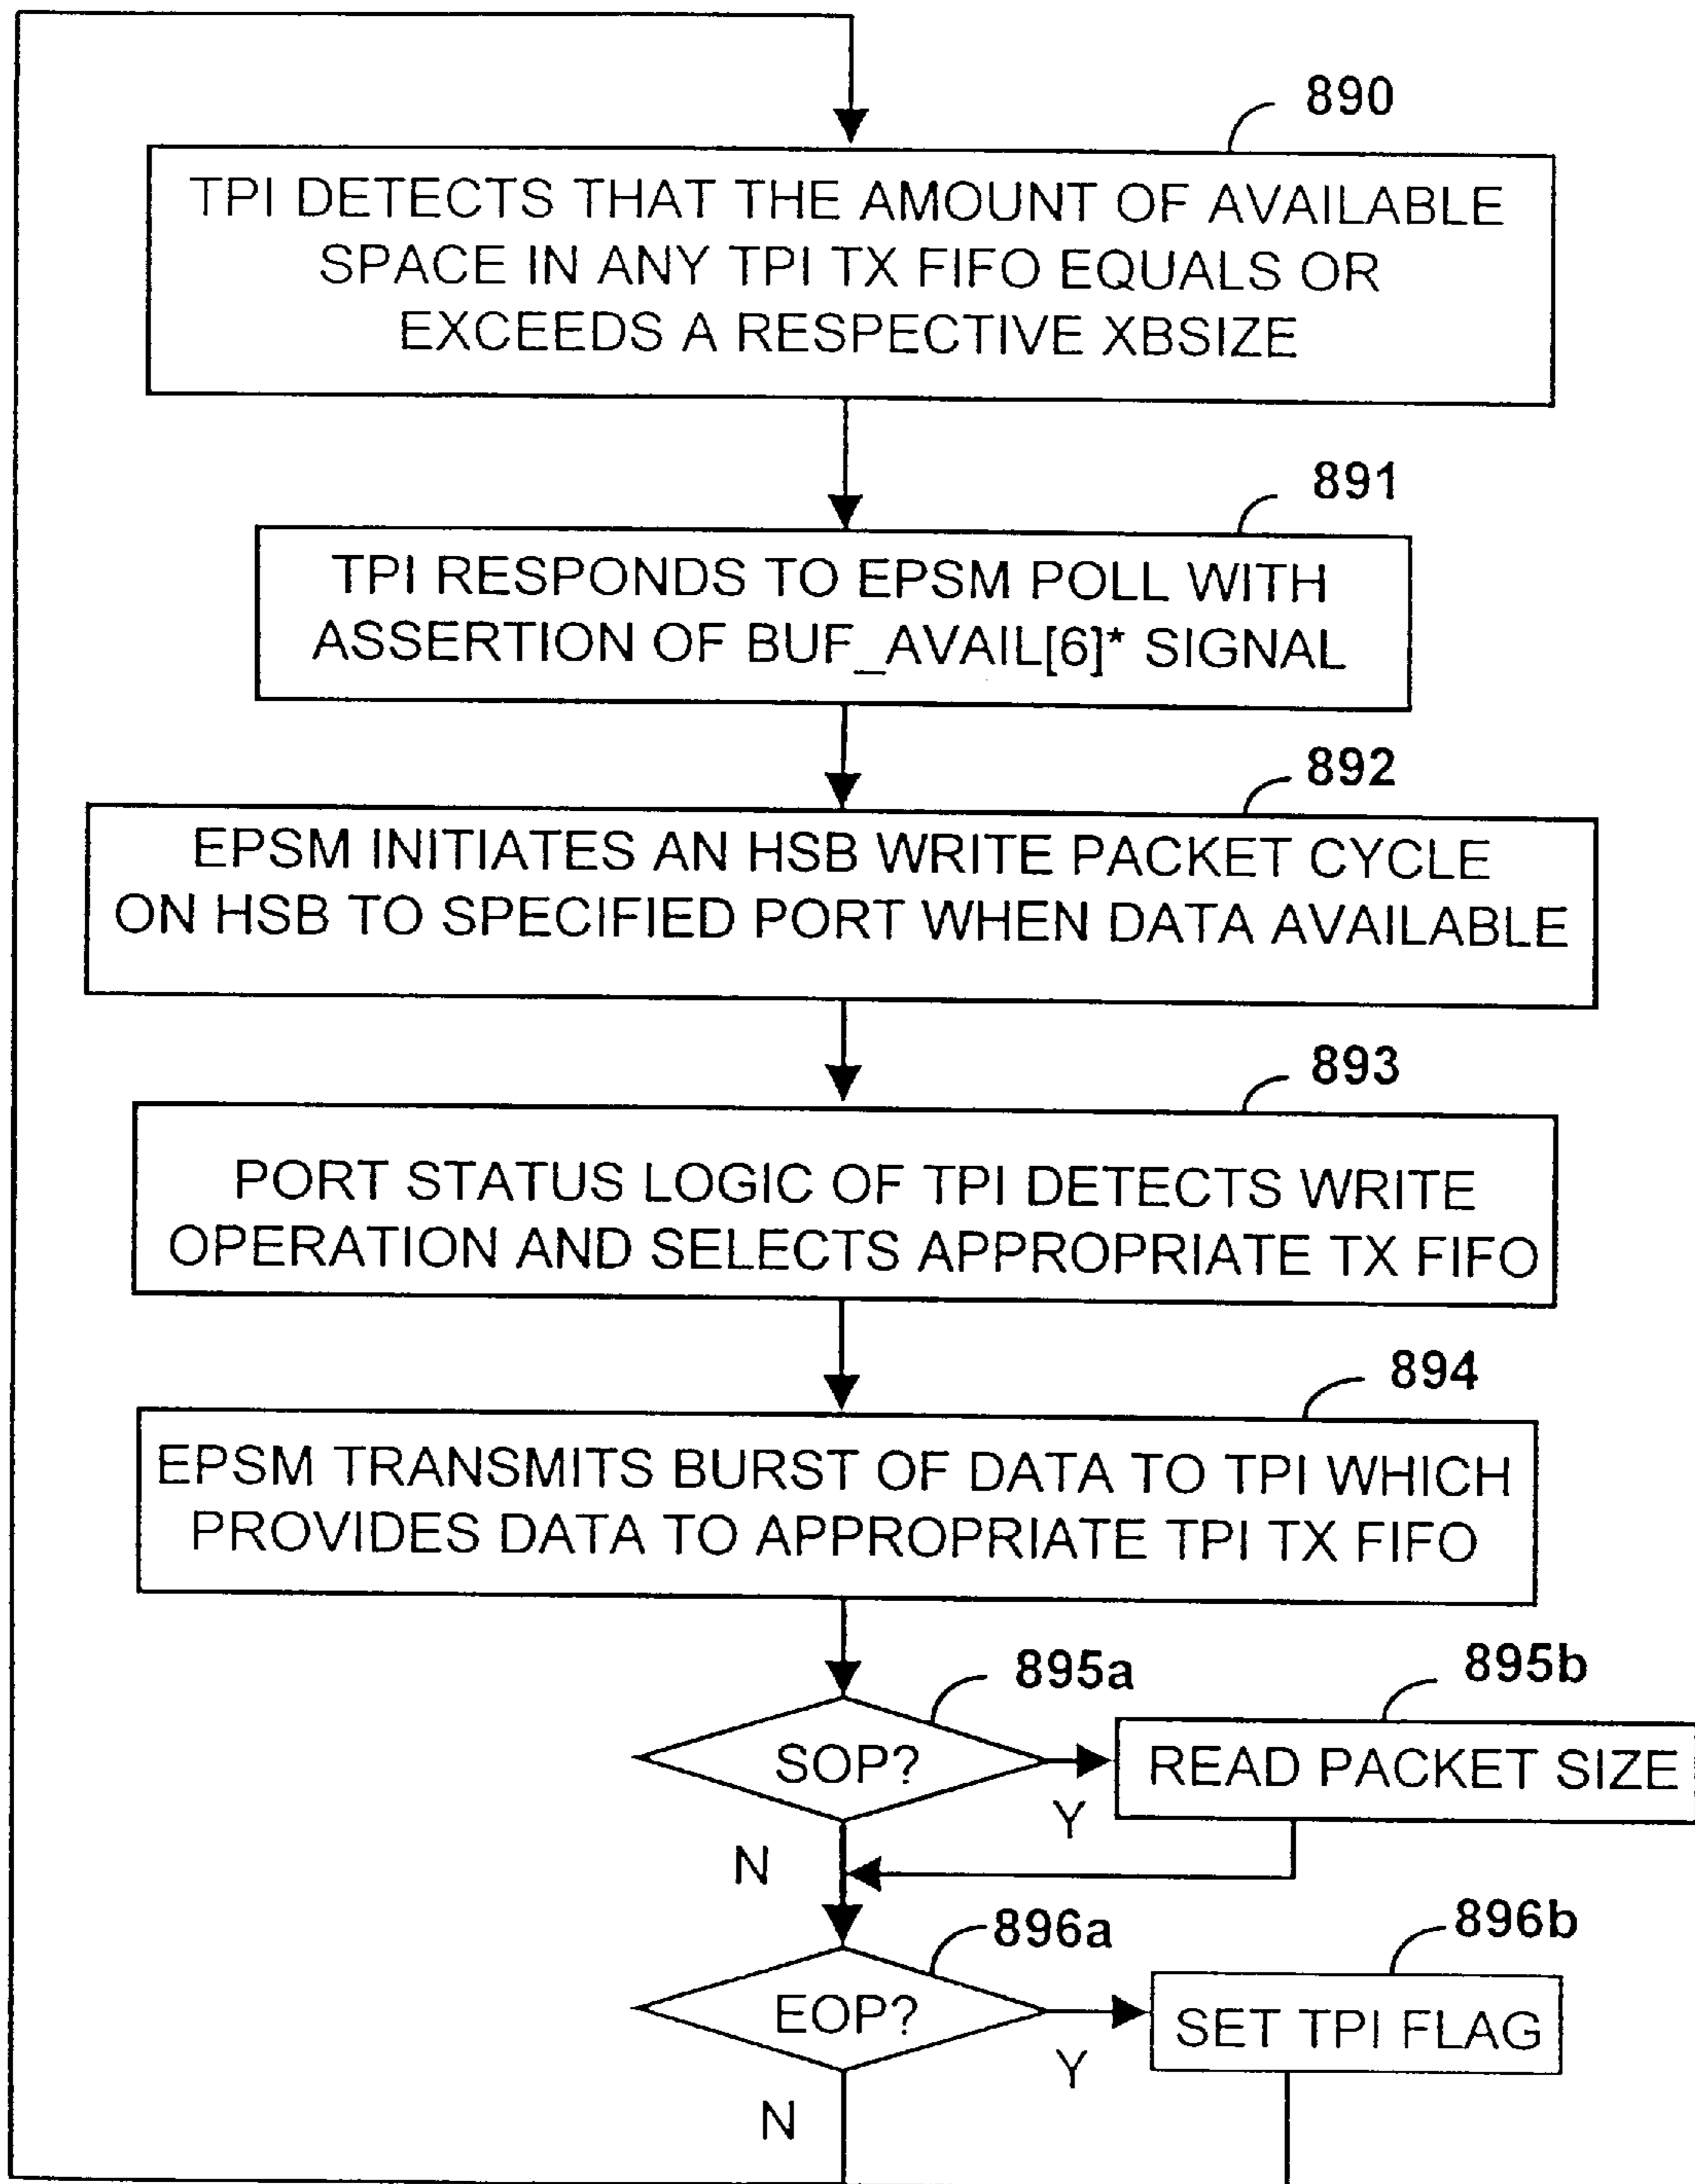 890
TPI DETECTS THAT THE AMOUNT OF AVAILABLE
SPACE IN ANY TPI TX FIFO EQUALS OR
EXCEEDS A RESPECTIVE XBSIZE
891
TPI RESPONDS TO EPSM POLL WITH
ASSERTION OF BUF_AVAIL[6]* SIGNAL
892
EPSM INITIATES AN HSB WRITE PACKET CYCLE
ON HSB TO SPECIFIED PORT WHEN DATA AVAILABLE
893
PORT STATUS LOGIC OF TPI DETECTS WRITE
OPERATION AND SELECTS APPROPRIATE TX FIFO
894
EPSM TRANSMITS BURST OF DATA TO TPI WHICH
PROVIDES DATA TO APPROPRIATE TPI TX FIFO
895a
895b
SOP?
READ PACKET SIZE
Y
N
896a
896b
EOP?
SET TPI FLAG
Y
N